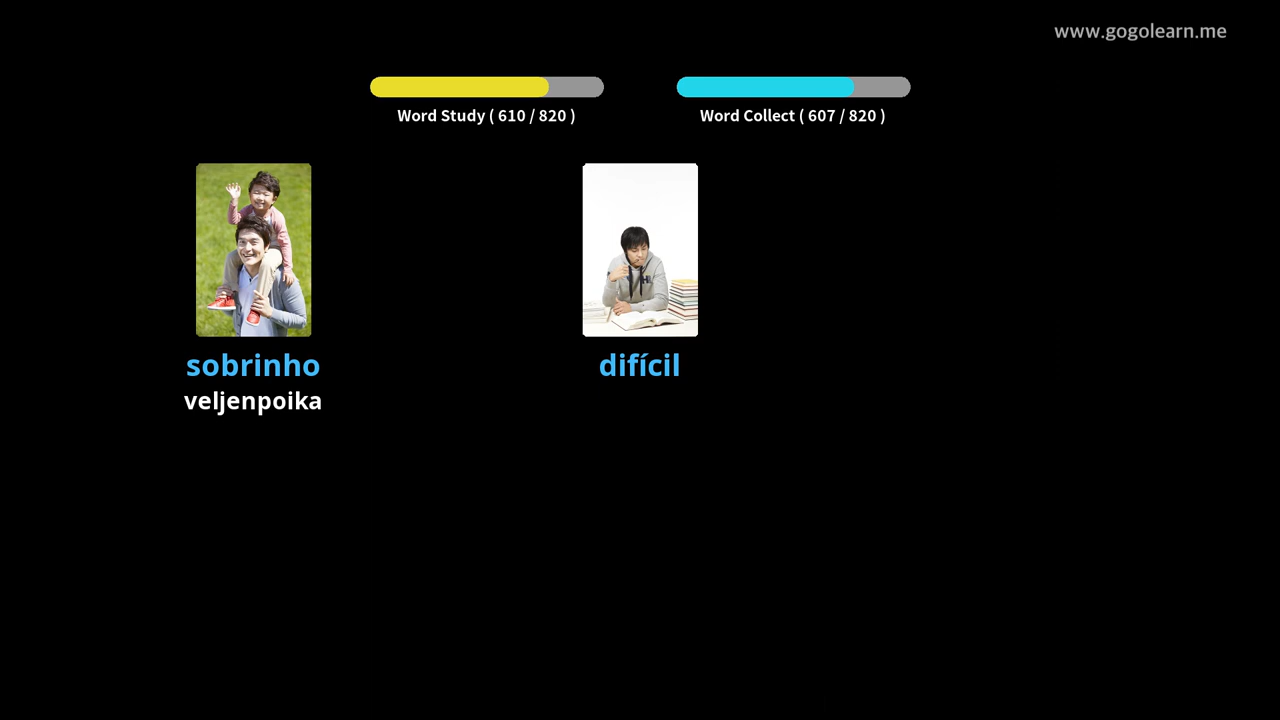 www.gogolearn.me
Word Study ( 610 / 820 )
Word Collect ( 607 / 820 )
sobrinho
veljenpoika
difícil